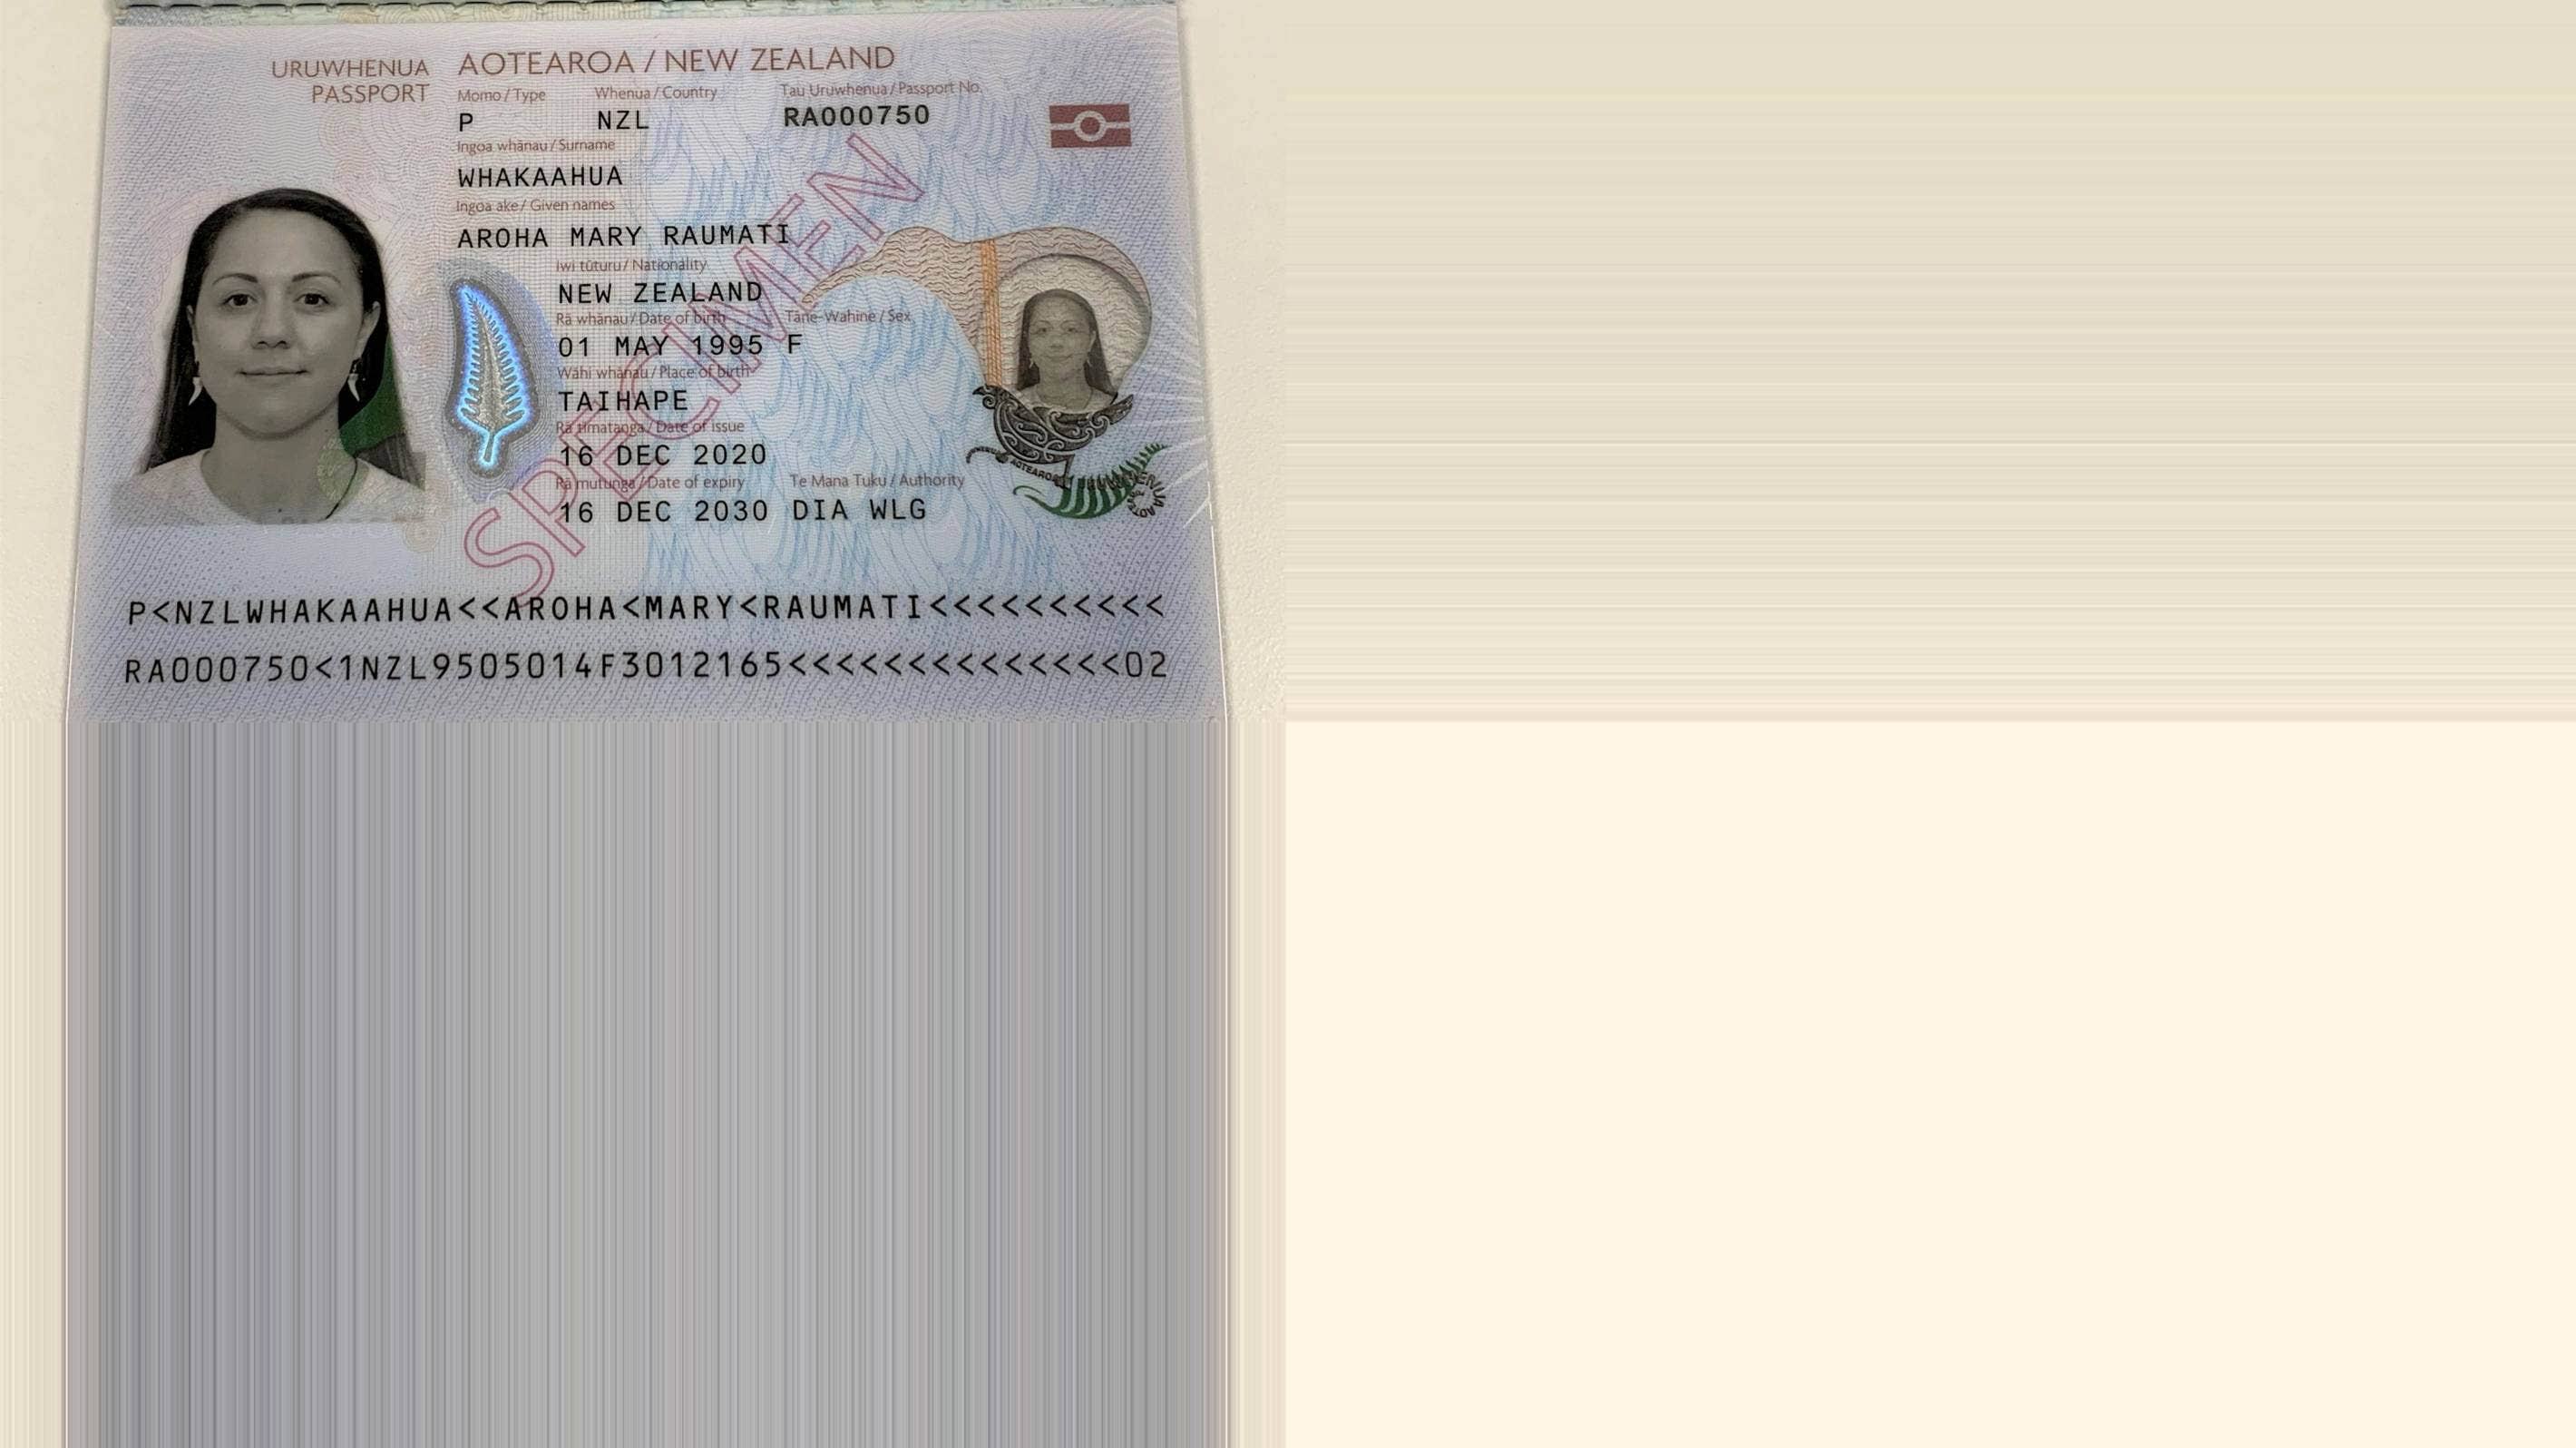 URUWHENUA AOTEAROA / NEW ZEALAND
PASSPORT
Momo / Type Whenua / Country Tau Uruwhenua / Passport No.
P NZL RA000750
Ingoa whānau / Surname
WHAKAAHUA
Ingoa ake / Given names
AROHA MARY RAUMATI
Iwi tūturu / Nationality
NEW ZEALAND
Rā whānau / Date of birth Tāne-Wahine / Sex
01 MAY 1995 F
Wāhi whānau / Place of birth
TAIHAPE
Rā timatanga / Date of issue
16 DEC 2020
Rā mutunga / Date of expiry Te Mana Tuku / Authority
16 DEC 2030 DIA WLG
SPECIMEN
P<NZLWHAKAAHUA<<AROHA<MARY<RAUMATI<<<<<<<<<<
RA000750<1NZL9505014F3012165<<<<<<<<<<<<<<02